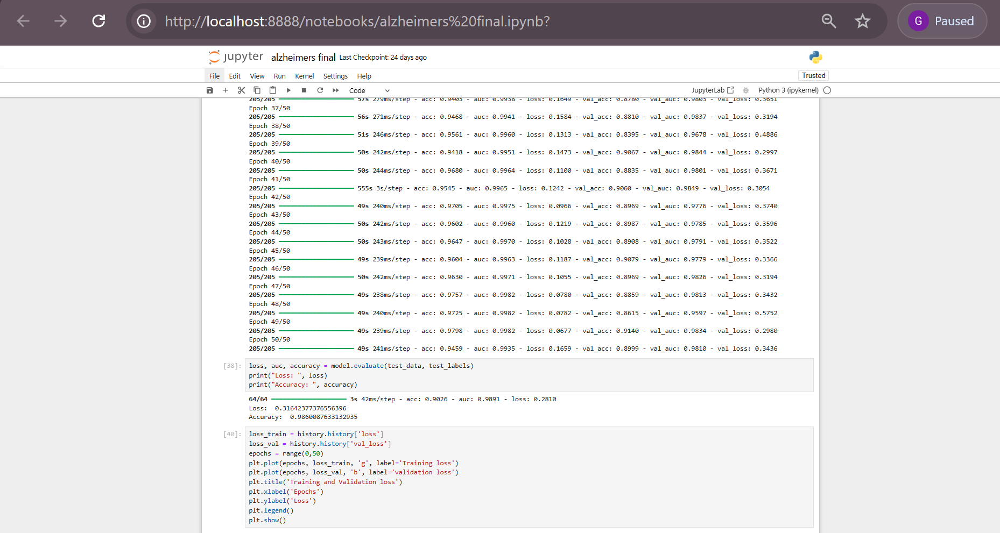 http://localhost:8888/notebooks/alzheimers%20final.ipynb?
G Paused
jupyter alzheimers final Last Checkpoint: 24 days ago
File Edit View Run Kernel Settings Help
Trusted
Code
JupyterLab
Python 3 (ipykernel)
205/205 57s 279ms/step - acc: 0.9403 - auc: 0.9938 - loss: 0.1649 - val_acc: 0.8780 - val_auc: 0.9803 - val_loss: 0.3651
Epoch 37/50
205/205 56s 271ms/step - acc: 0.9468 - auc: 0.9941 - loss: 0.1584 - val_acc: 0.8810 - val_auc: 0.9837 - val_loss: 0.3194
Epoch 38/50
205/205 51s 246ms/step - acc: 0.9561 - auc: 0.9960 - loss: 0.1313 - val_acc: 0.8395 - val_auc: 0.9678 - val_loss: 0.4886
Epoch 39/50
205/205 50s 242ms/step - acc: 0.9418 - auc: 0.9951 - loss: 0.1473 - val_acc: 0.9067 - val_auc: 0.9844 - val_loss: 0.2997
Epoch 40/50
205/205 50s 244ms/step - acc: 0.9680 - auc: 0.9964 - loss: 0.1100 - val_acc: 0.8835 - val_auc: 0.9801 - val_loss: 0.3671
Epoch 41/50
205/205 555s 3s/step - acc: 0.9545 - auc: 0.9965 - loss: 0.1242 - val_acc: 0.9060 - val_auc: 0.9849 - val_loss: 0.3054
Epoch 42/50
205/205 49s 240ms/step - acc: 0.9705 - auc: 0.9975 - loss: 0.0966 - val_acc: 0.8969 - val_auc: 0.9776 - val_loss: 0.3740
Epoch 43/50
205/205 50s 242ms/step - acc: 0.9602 - auc: 0.9960 - loss: 0.1219 - val_acc: 0.8987 - val_auc: 0.9785 - val_loss: 0.3596
Epoch 44/50
205/205 50s 243ms/step - acc: 0.9647 - auc: 0.9970 - loss: 0.1028 - val_acc: 0.8908 - val_auc: 0.9791 - val_loss: 0.3522
Epoch 45/50
205/205 49s 239ms/step - acc: 0.9604 - auc: 0.9963 - loss: 0.1187 - val_acc: 0.9079 - val_auc: 0.9779 - val_loss: 0.3366
Epoch 46/50
205/205 50s 242ms/step - acc: 0.9630 - auc: 0.9971 - loss: 0.1055 - val_acc: 0.8969 - val_auc: 0.9826 - val_loss: 0.3194
Epoch 47/50
205/205 49s 238ms/step - acc: 0.9757 - auc: 0.9982 - loss: 0.0780 - val_acc: 0.8859 - val_auc: 0.9813 - val_loss: 0.3432
Epoch 48/50
205/205 49s 240ms/step - acc: 0.9725 - auc: 0.9982 - loss: 0.0782 - val_acc: 0.8615 - val_auc: 0.9597 - val_loss: 0.5752
Epoch 49/50
205/205 49s 239ms/step - acc: 0.9798 - auc: 0.9982 - loss: 0.0677 - val_acc: 0.9140 - val_auc: 0.9834 - val_loss: 0.2980
Epoch 50/50
205/205 49s 241ms/step - acc: 0.9459 - auc: 0.9935 - loss: 0.1659 - val_acc: 0.8999 - val_auc: 0.9810 - val_loss: 0.3436
[38]: loss, auc, accuracy = model.evaluate(test_data, test_labels)
print("Loss: ", loss)
print("Accuracy: ", accuracy)
64/64 3s 42ms/step - acc: 0.9026 - auc: 0.9891 - loss: 0.2810
Loss:  0.31642377376556396
Accuracy:  0.9860087633132935
[40]: loss_train = history.history['loss']
loss_val = history.history['val_loss']
epochs = range(0,50)
plt.plot(epochs, loss_train, 'g', label='Training loss')
plt.plot(epochs, loss_val, 'b', label='validation loss')
plt.title('Training and Validation loss')
plt.xlabel('Epochs')
plt.ylabel('Loss')
plt.legend()
plt.show()